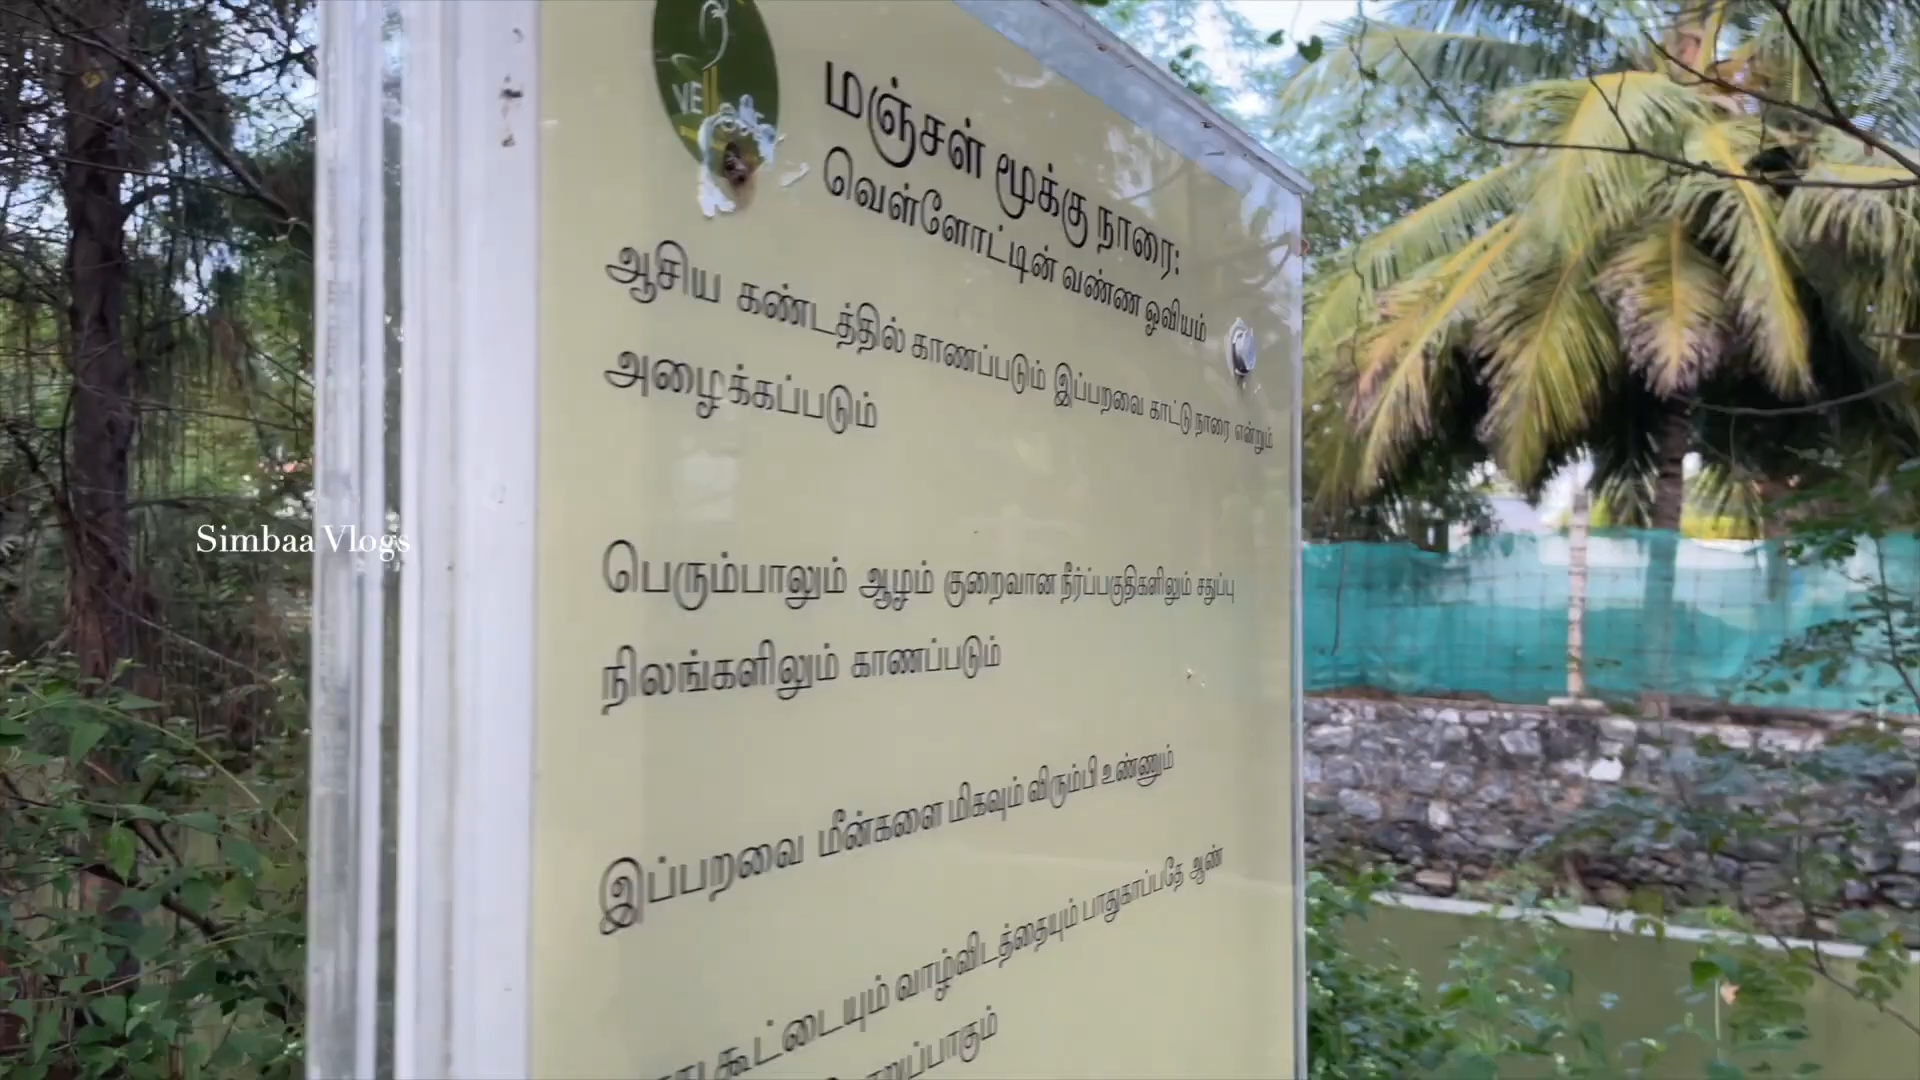 மஞ்சள் மூக்கு நாரை:
வெள்ளோட்டின் வண்ண ஓவியம்
ஆசிய கண்டத்தில் காணப்படும் இப்பறவை காட்டு நாரை என்றும்
அழைக்கப்படும்
பெரும்பாலும் ஆழம் குறைவான நீர்ப்பகுதிகளிலும் சதுப்பு
நிலங்களிலும் காணப்படும்
இப்பறவை மீன்களை மிகவும் விரும்பி உண்ணும்
வாழ்விடத்தையும் பாதுகாப்பதே ஆண்
Simbaa Vlogs